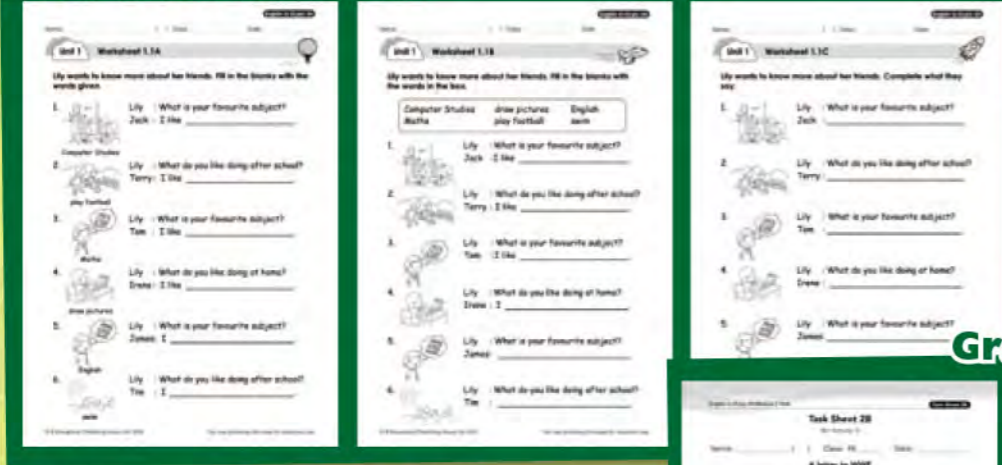 Unit 1 Worksheet 1.1A
Lily wants to know more about her friends. Fill in the blanks with the
words given.
1. Lily : What is your favourite subject?
Jack : I like
Computer Studies
2. Lily : What do you like doing after school?
Terry : I like
play football
3. Lily : What is your favourite subject?
Tom : I like
Maths
4. Lily : What do you like doing at home?
Irene : I like
draw pictures
5. Lily : What is your favourite subject?
James : I
English
6. Lily : What do you like doing after school?
Tim : I
swim
Unit 1 Worksheet 1.1B
Lily wants to know more about her friends. Fill in the blanks with
the words in the box.
Computer Studies draw pictures English
Maths play football swim
1. Lily : What is your favourite subject?
Jack : I like
2. Lily : What do you like doing after school?
Terry : I like
3. Lily : What is your favourite subject?
Tom : I like
4. Lily : What do you like doing at home?
Irene : I
5. Lily : What is your favourite subject?
James :
6. Lily : What do you like doing after school?
Tim :
Unit 1 Worksheet 1.1C
Lily wants to know more about her friends. Complete what they
say.
1. Lily : What is your favourite subject?
Jack :
2. Lily : What do you like doing after school?
Terry :
3. Lily : What is your favourite subject?
Tom :
4. Lily : What do you like doing at home?
Irene :
5. Lily : What is your favourite subject?
James :
Gr
Task Sheet 2B
Name: ( ) Class: Date: